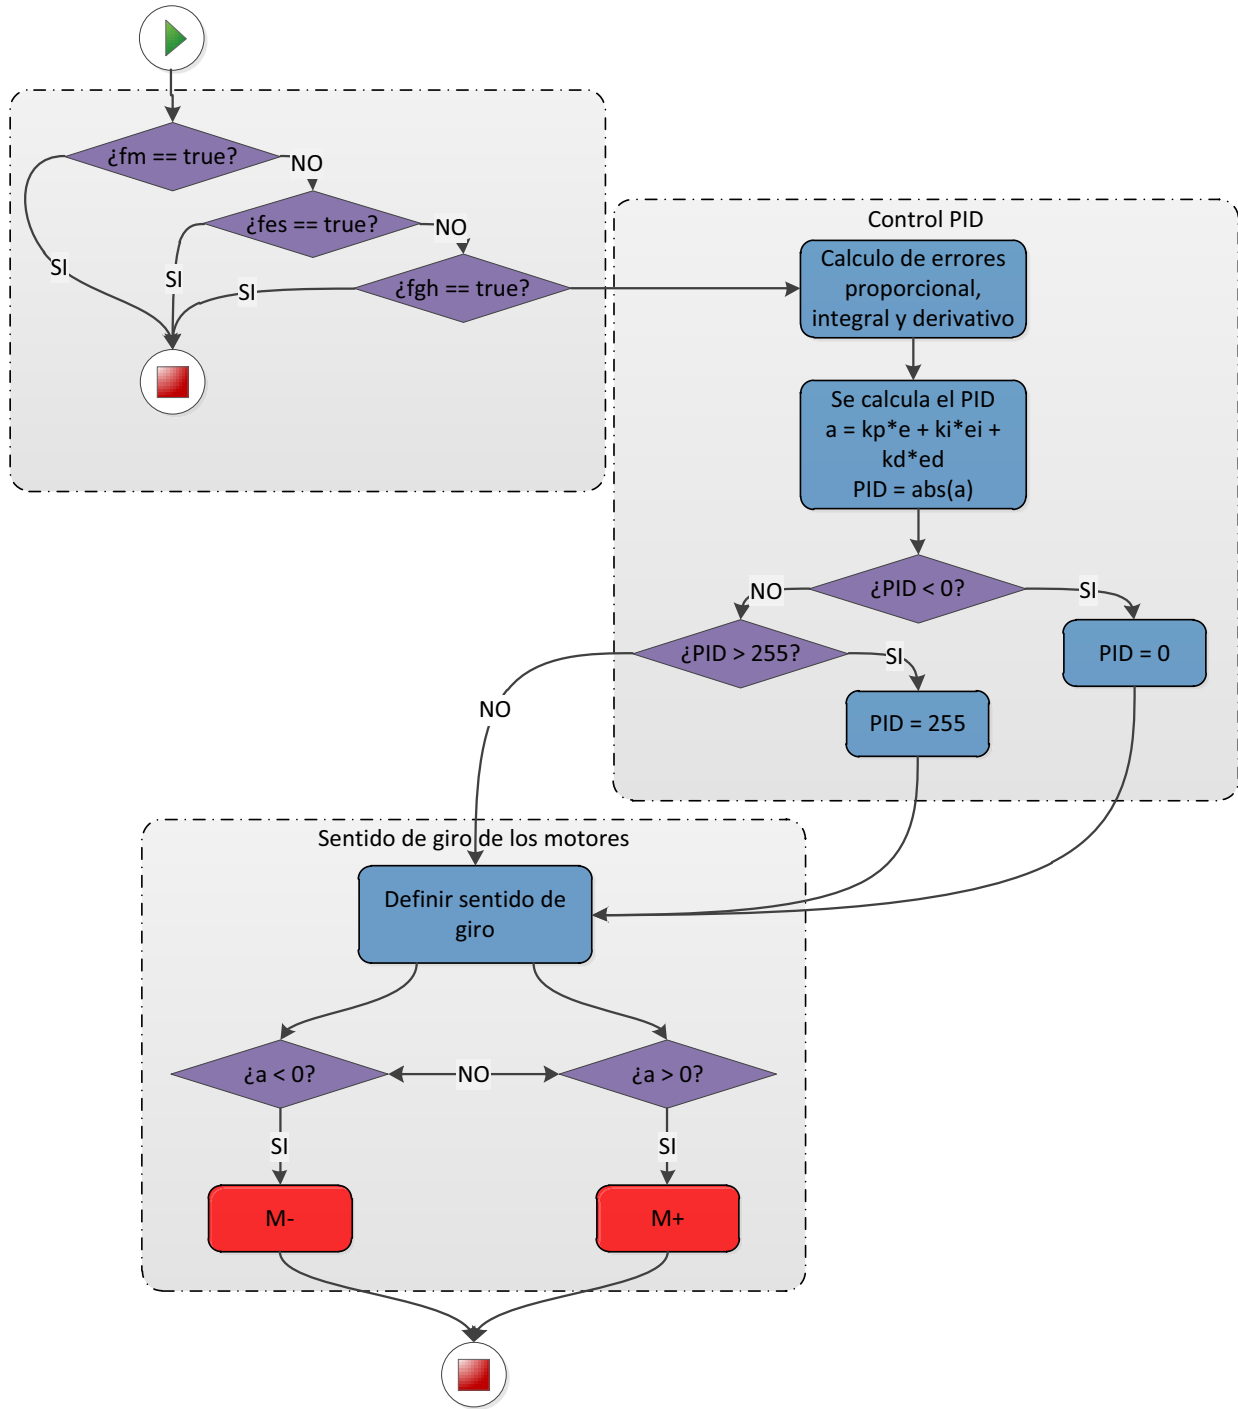 ¿fm == true?
NO
¿fes == true?
NO
SI
SI
SI
¿fgh == true?
Control PID
Calculo de errores
proporcional,
integral y derivativo
Se calcula el PID
a = kp*e + ki*ei +
kd*ed
PID = abs(a)
¿PID < 0?
NO
SI
¿PID > 255?
SI
PID = 0
NO
PID = 255
Sentido de giro de los motores
Definir sentido de
giro
¿a < 0?
NO
¿a > 0?
SI
SI
M-
M+